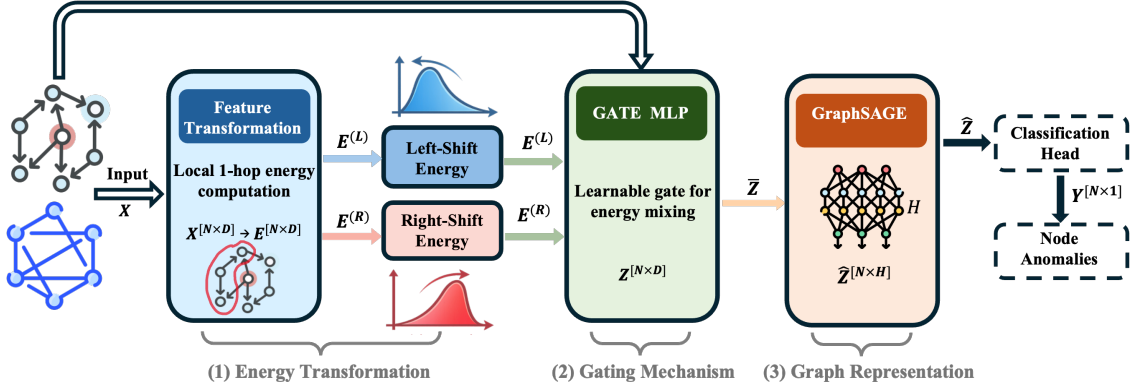 Input
X
Feature
Transformation
Local 1-hop energy
computation
X^[N×D] → E^[N×D]
E^(L)
E^(R)
Left-Shift
Energy
Right-Shift
Energy
E^(L)
E^(R)
GATE MLP
Learnable gate for
energy mixing
Z^[N×D]
Z̿
GraphSAGE
H
Ẑ^[N×H]
Ẑ
Classification
Head
Y^[N×1]
Node
Anomalies
(1) Energy Transformation
(2) Gating Mechanism
(3) Graph Representation